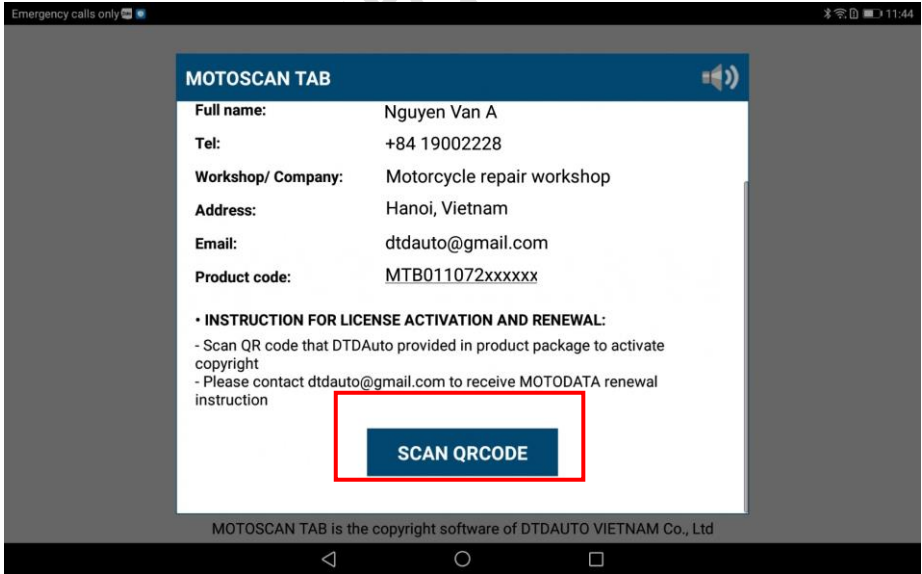 Emergency calls only 11:44
MOTOSCAN TAB
Full name: Nguyen Van A
Tel: +84 19002228
Workshop/ Company: Motorcycle repair workshop
Address: Hanoi, Vietnam
Email: dtdauto@gmail.com
Product code: MTB011072xxxxxx
• INSTRUCTION FOR LICENSE ACTIVATION AND RENEWAL:
- Scan QR code that DTDAuto provided in product package to activate
copyright
- Please contact dtdauto@gmail.com to receive MOTODATA renewal
instruction
SCAN QRCODE
MOTOSCAN TAB is the copyright software of DTDAUTO VIETNAM Co., Ltd